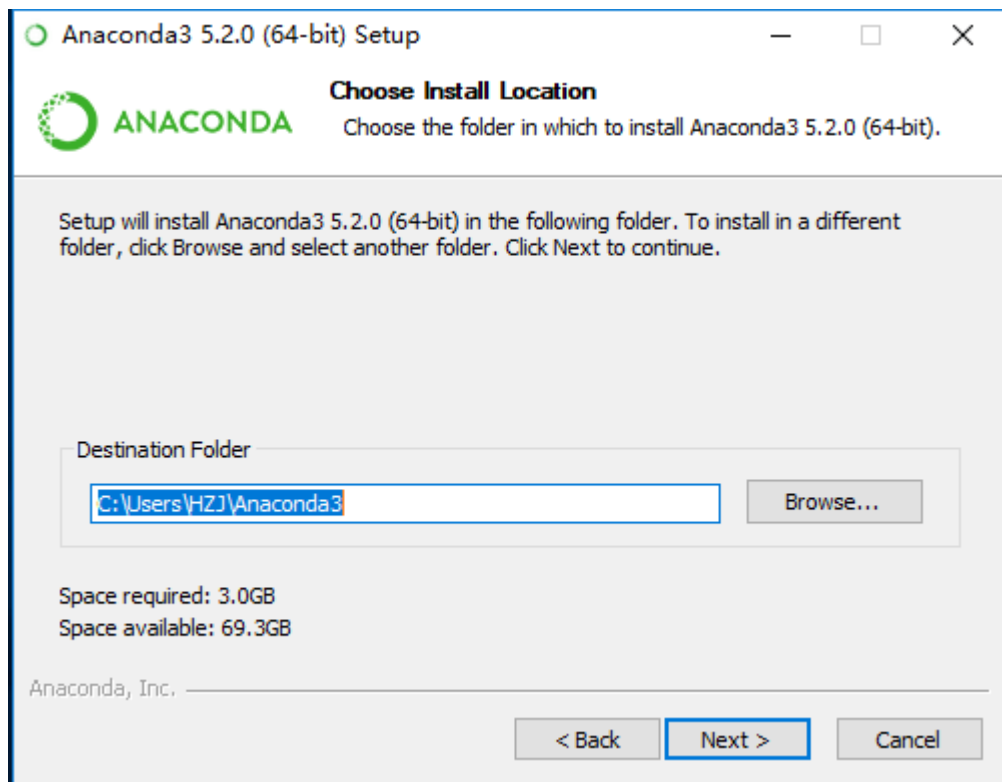 Anaconda3 5.2.0 (64-bit) Setup
Choose Install Location
ANACONDA
Choose the folder in which to install Anaconda3 5.2.0 (64-bit).
Setup will install Anaconda3 5.2.0 (64-bit) in the following folder. To install in a different
folder, click Browse and select another folder. Click Next to continue.
Destination Folder
C:\Users\HZJ\Anaconda3
Browse...
Space required: 3.0GB
Space available: 69.3GB
Anaconda, Inc.
< Back
Next >
Cancel